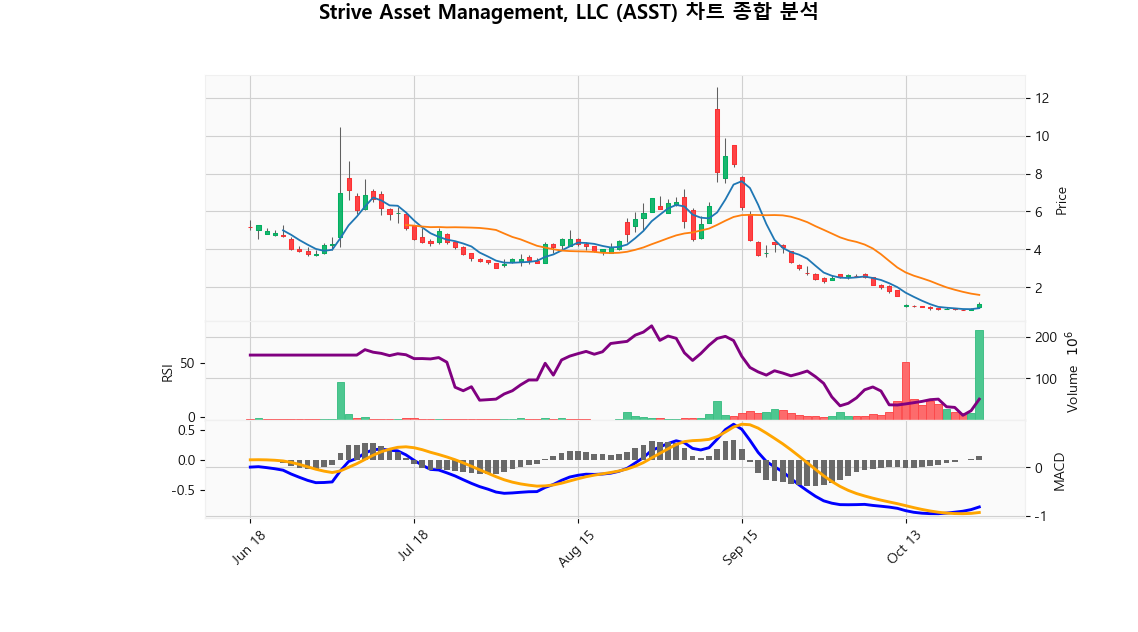 Strive Asset Management, LLC (ASST) 차트 종합 분석
12
10
8
6
4
2
Price
200
100
Volume 10^6
50
0
RSI
0.5
0.0
-0.5
0
-1
MACD
Jun 18
Jul 18
Aug 15
Sep 15
Oct 13